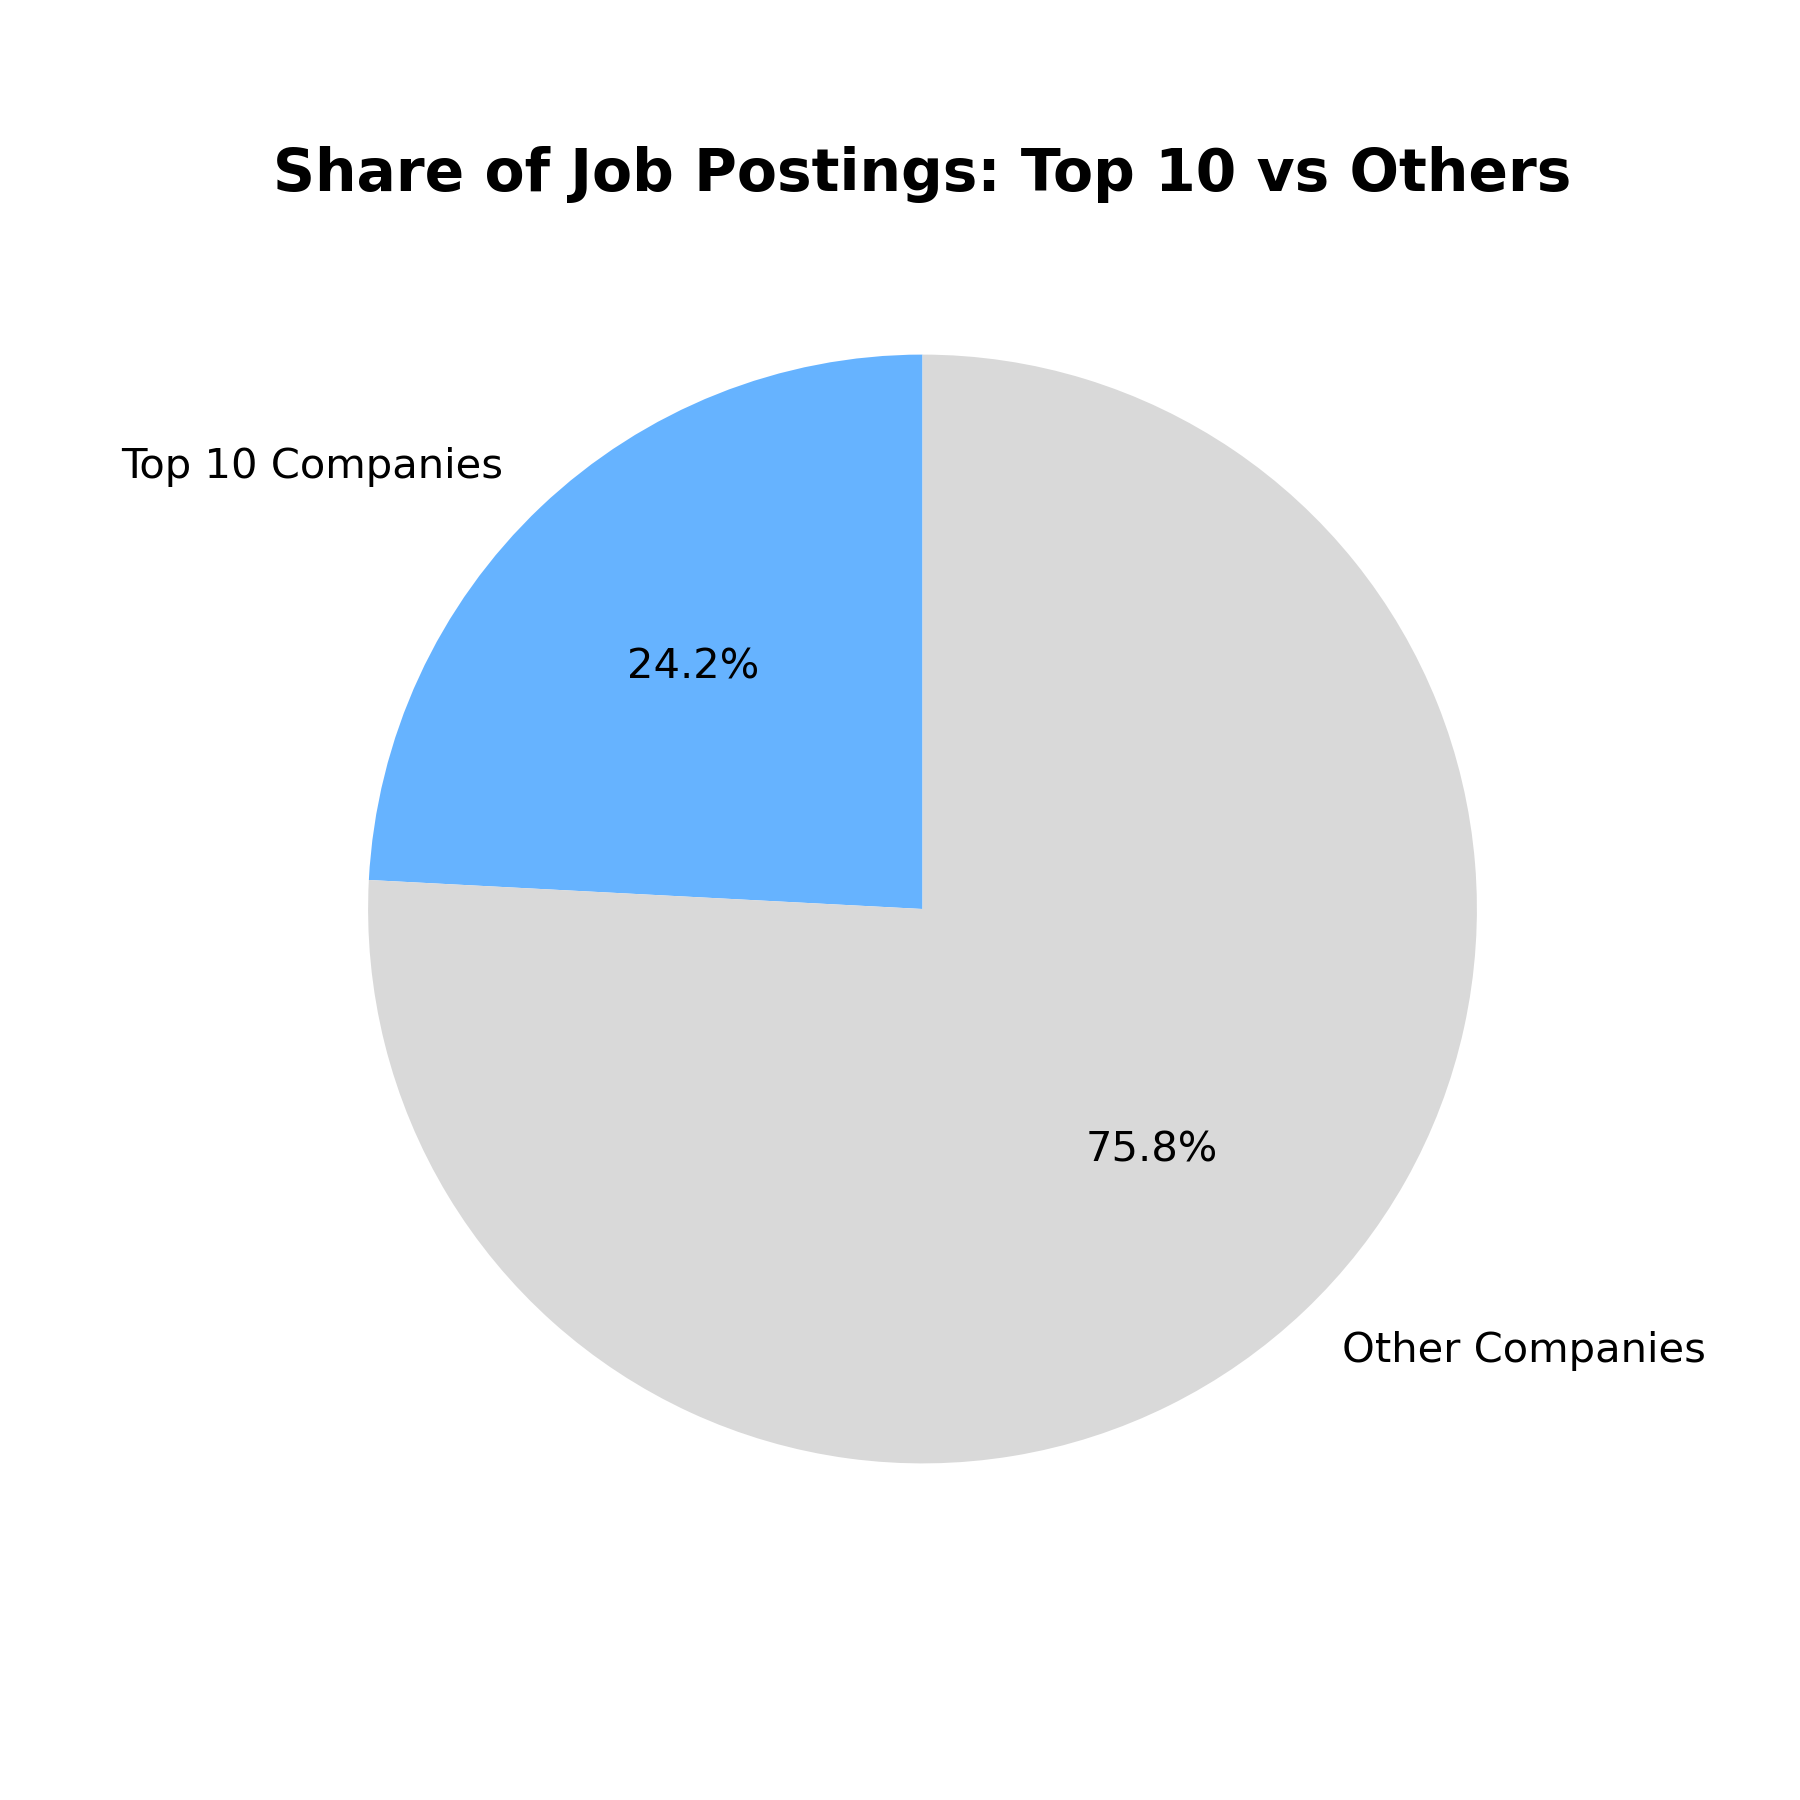 Share of Job Postings: Top 10 vs Others
Top 10 Companies
24.2%
75.8%
Other Companies